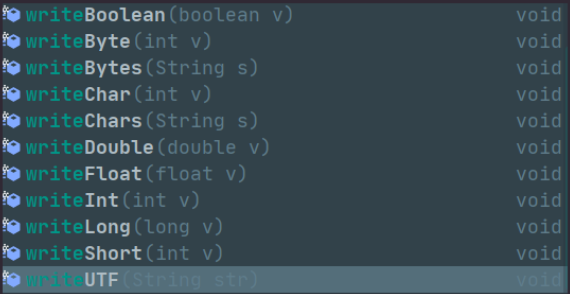 writeBoolean(boolean v) void
writeByte(int v) void
writeBytes(String s) void
writeChar(int v) void
writeChars(String s) void
writeDouble(double v) void
writeFloat(float v) void
writeInt(int v) void
writeLong(long v) void
writeShort(int v) void
writeUTF(String str) void